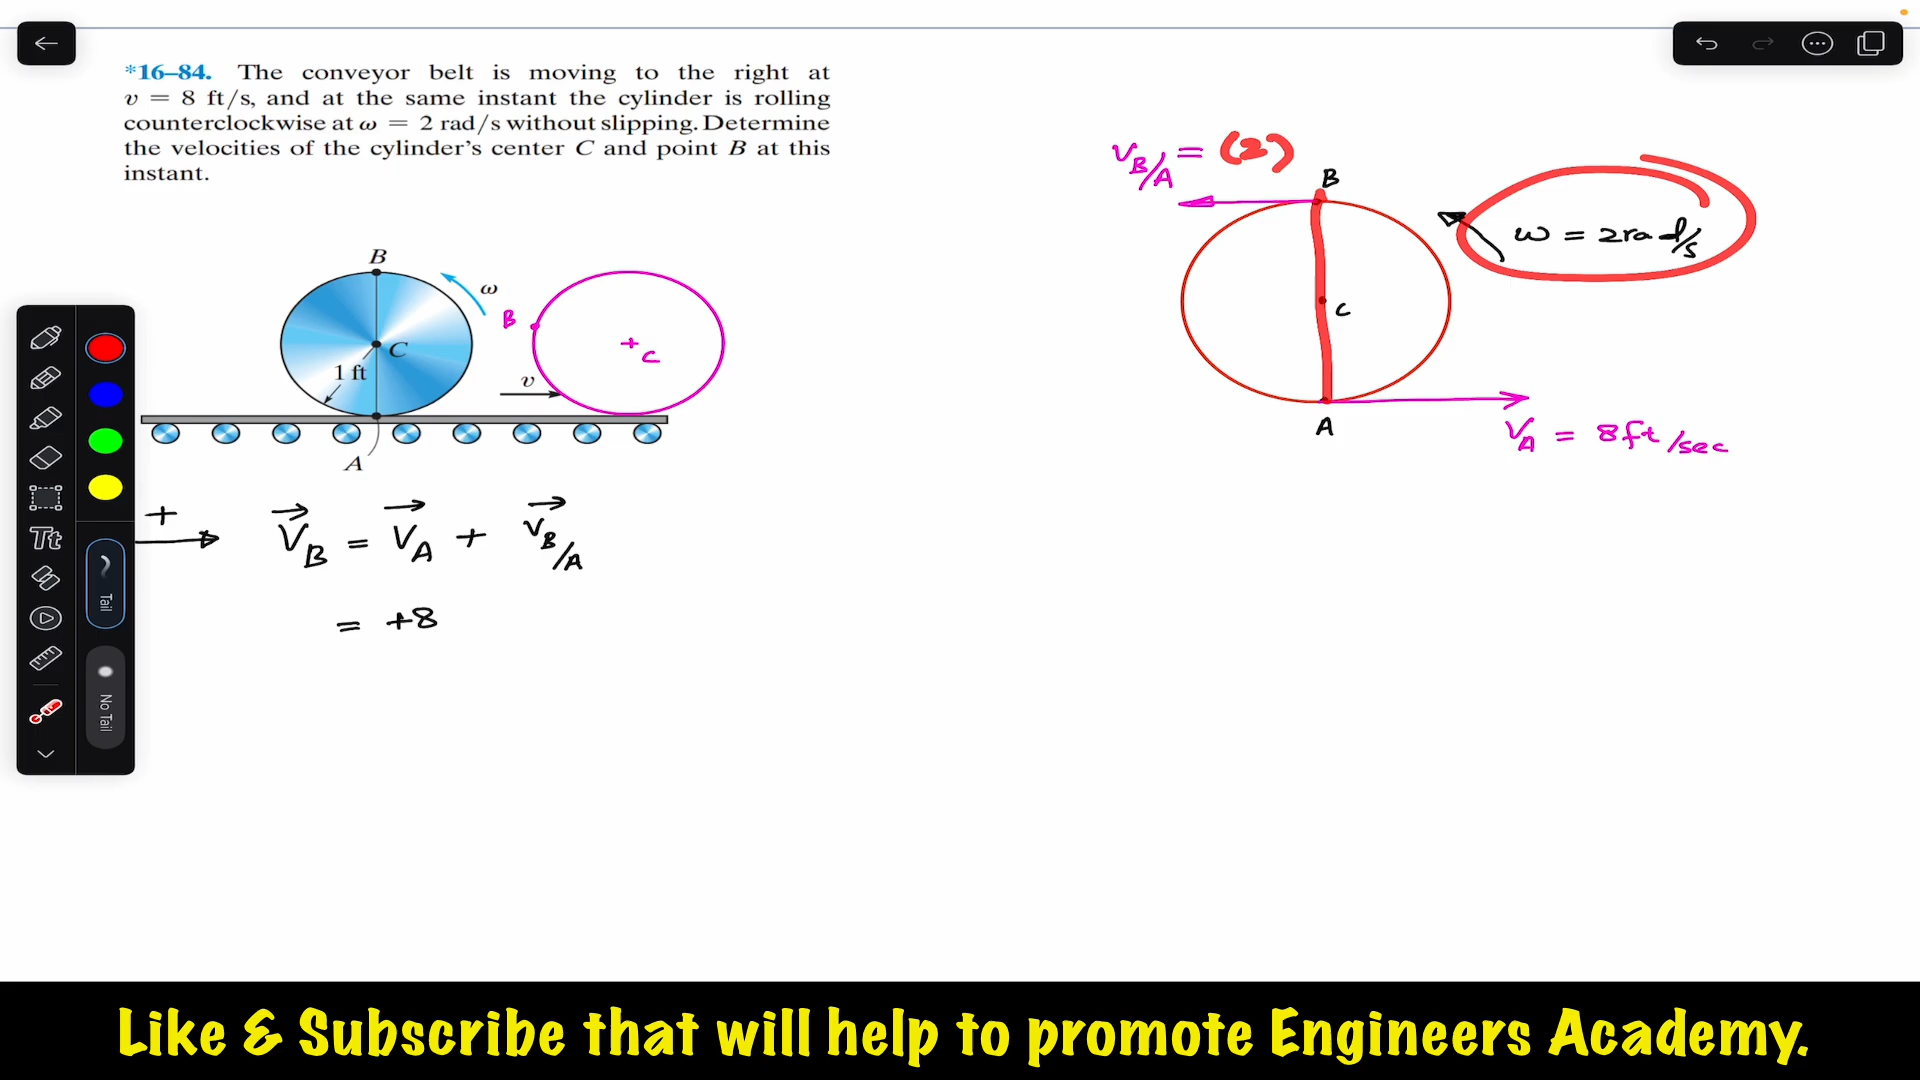 *16–84. The conveyor belt is moving to the right at
v = 8 ft/s, and at the same instant the cylinder is rolling
counterclockwise at ω = 2 rad/s without slipping. Determine
the velocities of the cylinder's center C and point B at this
instant.
V_B/A = (2)
B
ω = 2rad/s
C
A
V_A = 8ft/sec
B
ω
B
C
C
1 ft
v
A
Tt
Tail
No Tail
+
V_B = V_A + V_B/A
= +8
Like & Subscribe that will help to promote Engineers Academy.